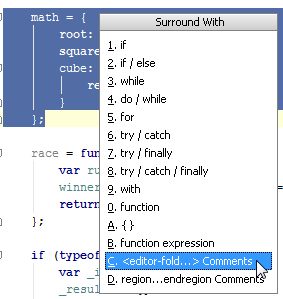 math = {
root:
square
cube:
re
}
};
race = fun
var ru
winner
return
};
if (typeof
var _i
_resul
Surround With
1. if
2. if / else
3. while
4. do / while
5. for
6. try / catch
7. try / finally
8. try / catch / finally
9. with
0. function
A. { }
B. function expression
C. <editor-fold...> Comments
D. region...endregion Comments
=